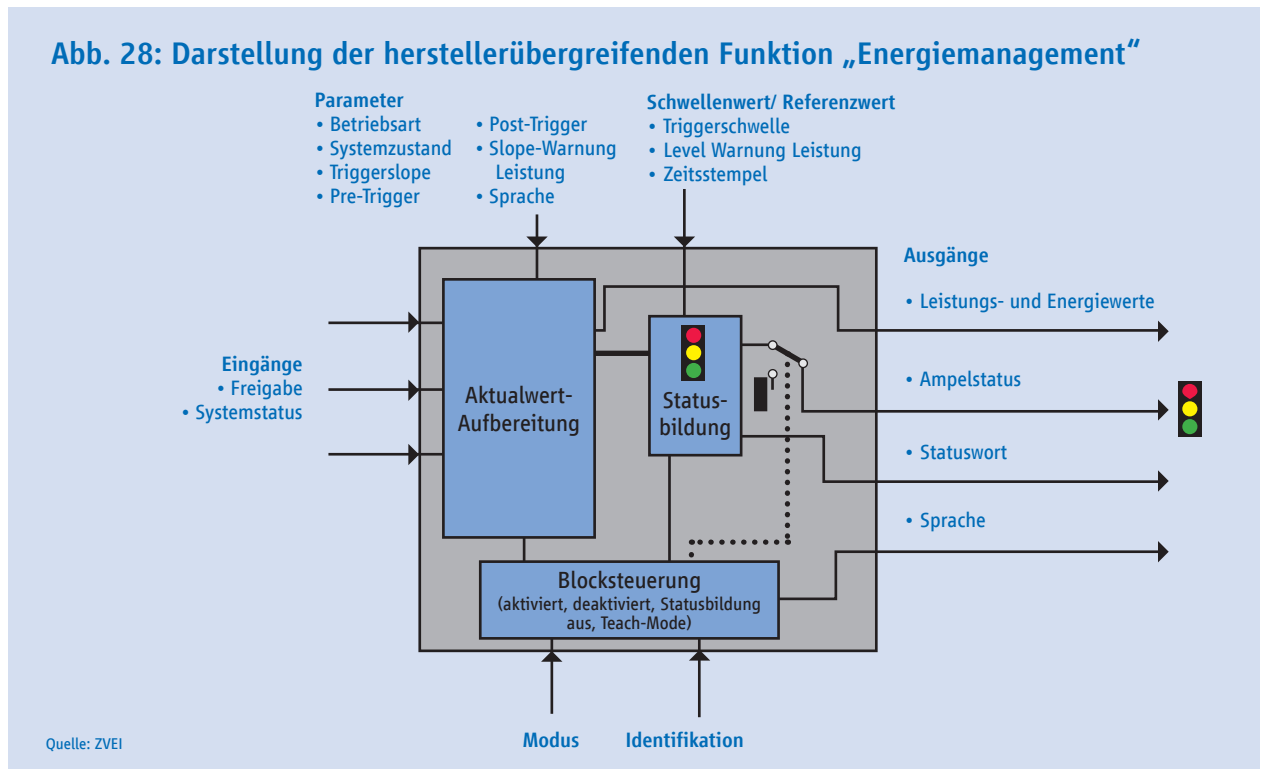 Abb. 28: Darstellung der herstellerübergreifenden Funktion „Energiemanagement“
Parameter
• Betriebsart
• Systemzustand
• Triggerslope
• Pre-Trigger
• Post-Trigger
• Slope-Warnung
Leistung
• Sprache
Schwellenwert/ Referenzwert
• Triggerschwelle
• Level Warnung Leistung
• Zeitsstempel
Eingänge
• Freigabe
• Systemstatus
Aktualwert-
Aufbereitung
Status-
bildung
Ausgänge
• Leistungs- und Energiewerte
• Ampelstatus
• Statuswort
• Sprache
Blocksteuerung
(aktiviert, deaktiviert, Statusbildung
aus, Teach-Mode)
Modus
Identifikation
Quelle: ZVEI